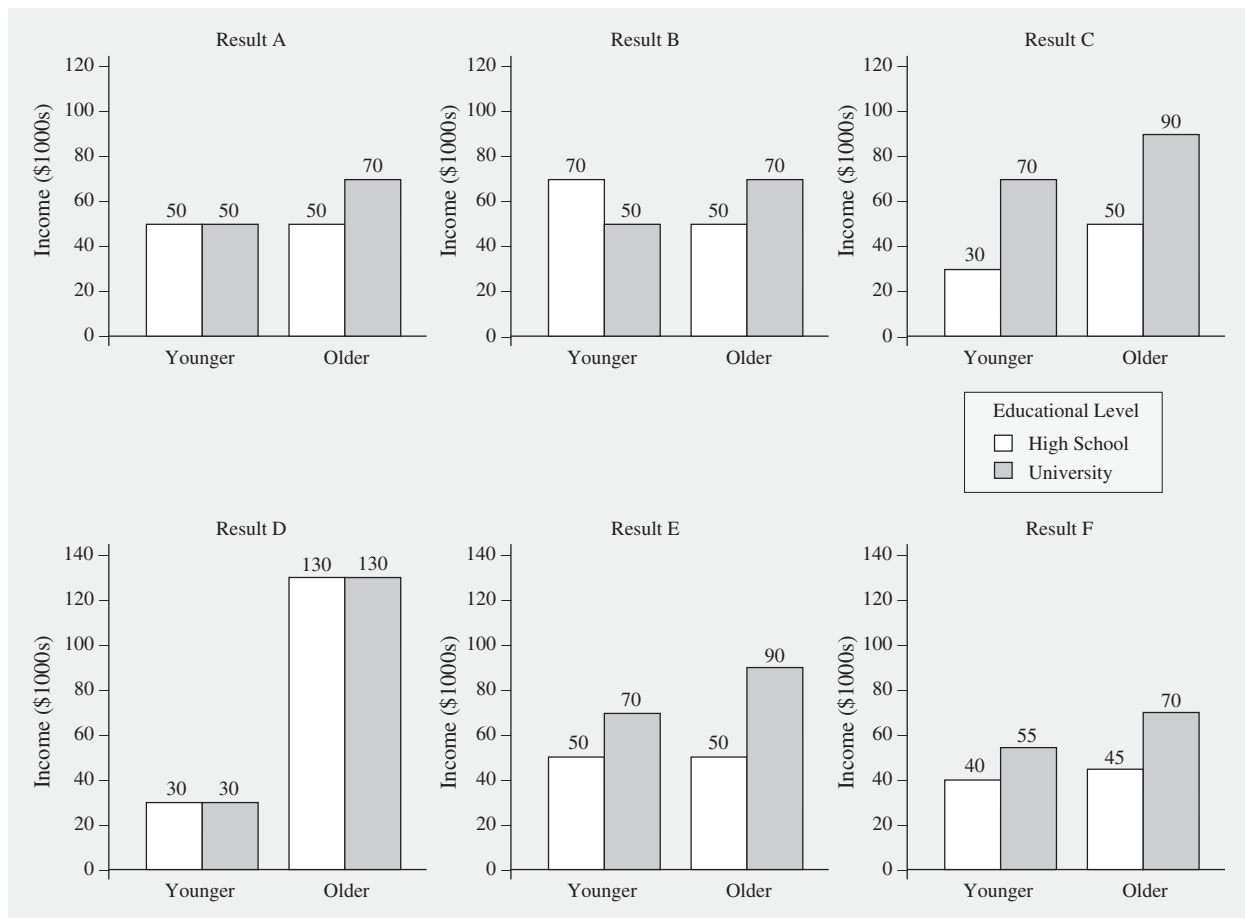 Result A
Income ($1000s)
120
100
80
60
40
20
0
50 50 50 70
Younger Older
Result B
Income ($1000s)
120
100
80
60
40
20
0
70 50 50 70
Younger Older
Result C
Income ($1000s)
120
100
80
60
40
20
0
30 70 50 90
Younger Older
Educational Level
High School
University
Result D
Income ($1000s)
140
120
100
80
60
40
20
0
30 30 130 130
Younger Older
Result E
Income ($1000s)
140
120
100
80
60
40
20
0
50 70 50 90
Younger Older
Result F
Income ($1000s)
140
120
100
80
60
40
20
0
40 55 45 70
Younger Older